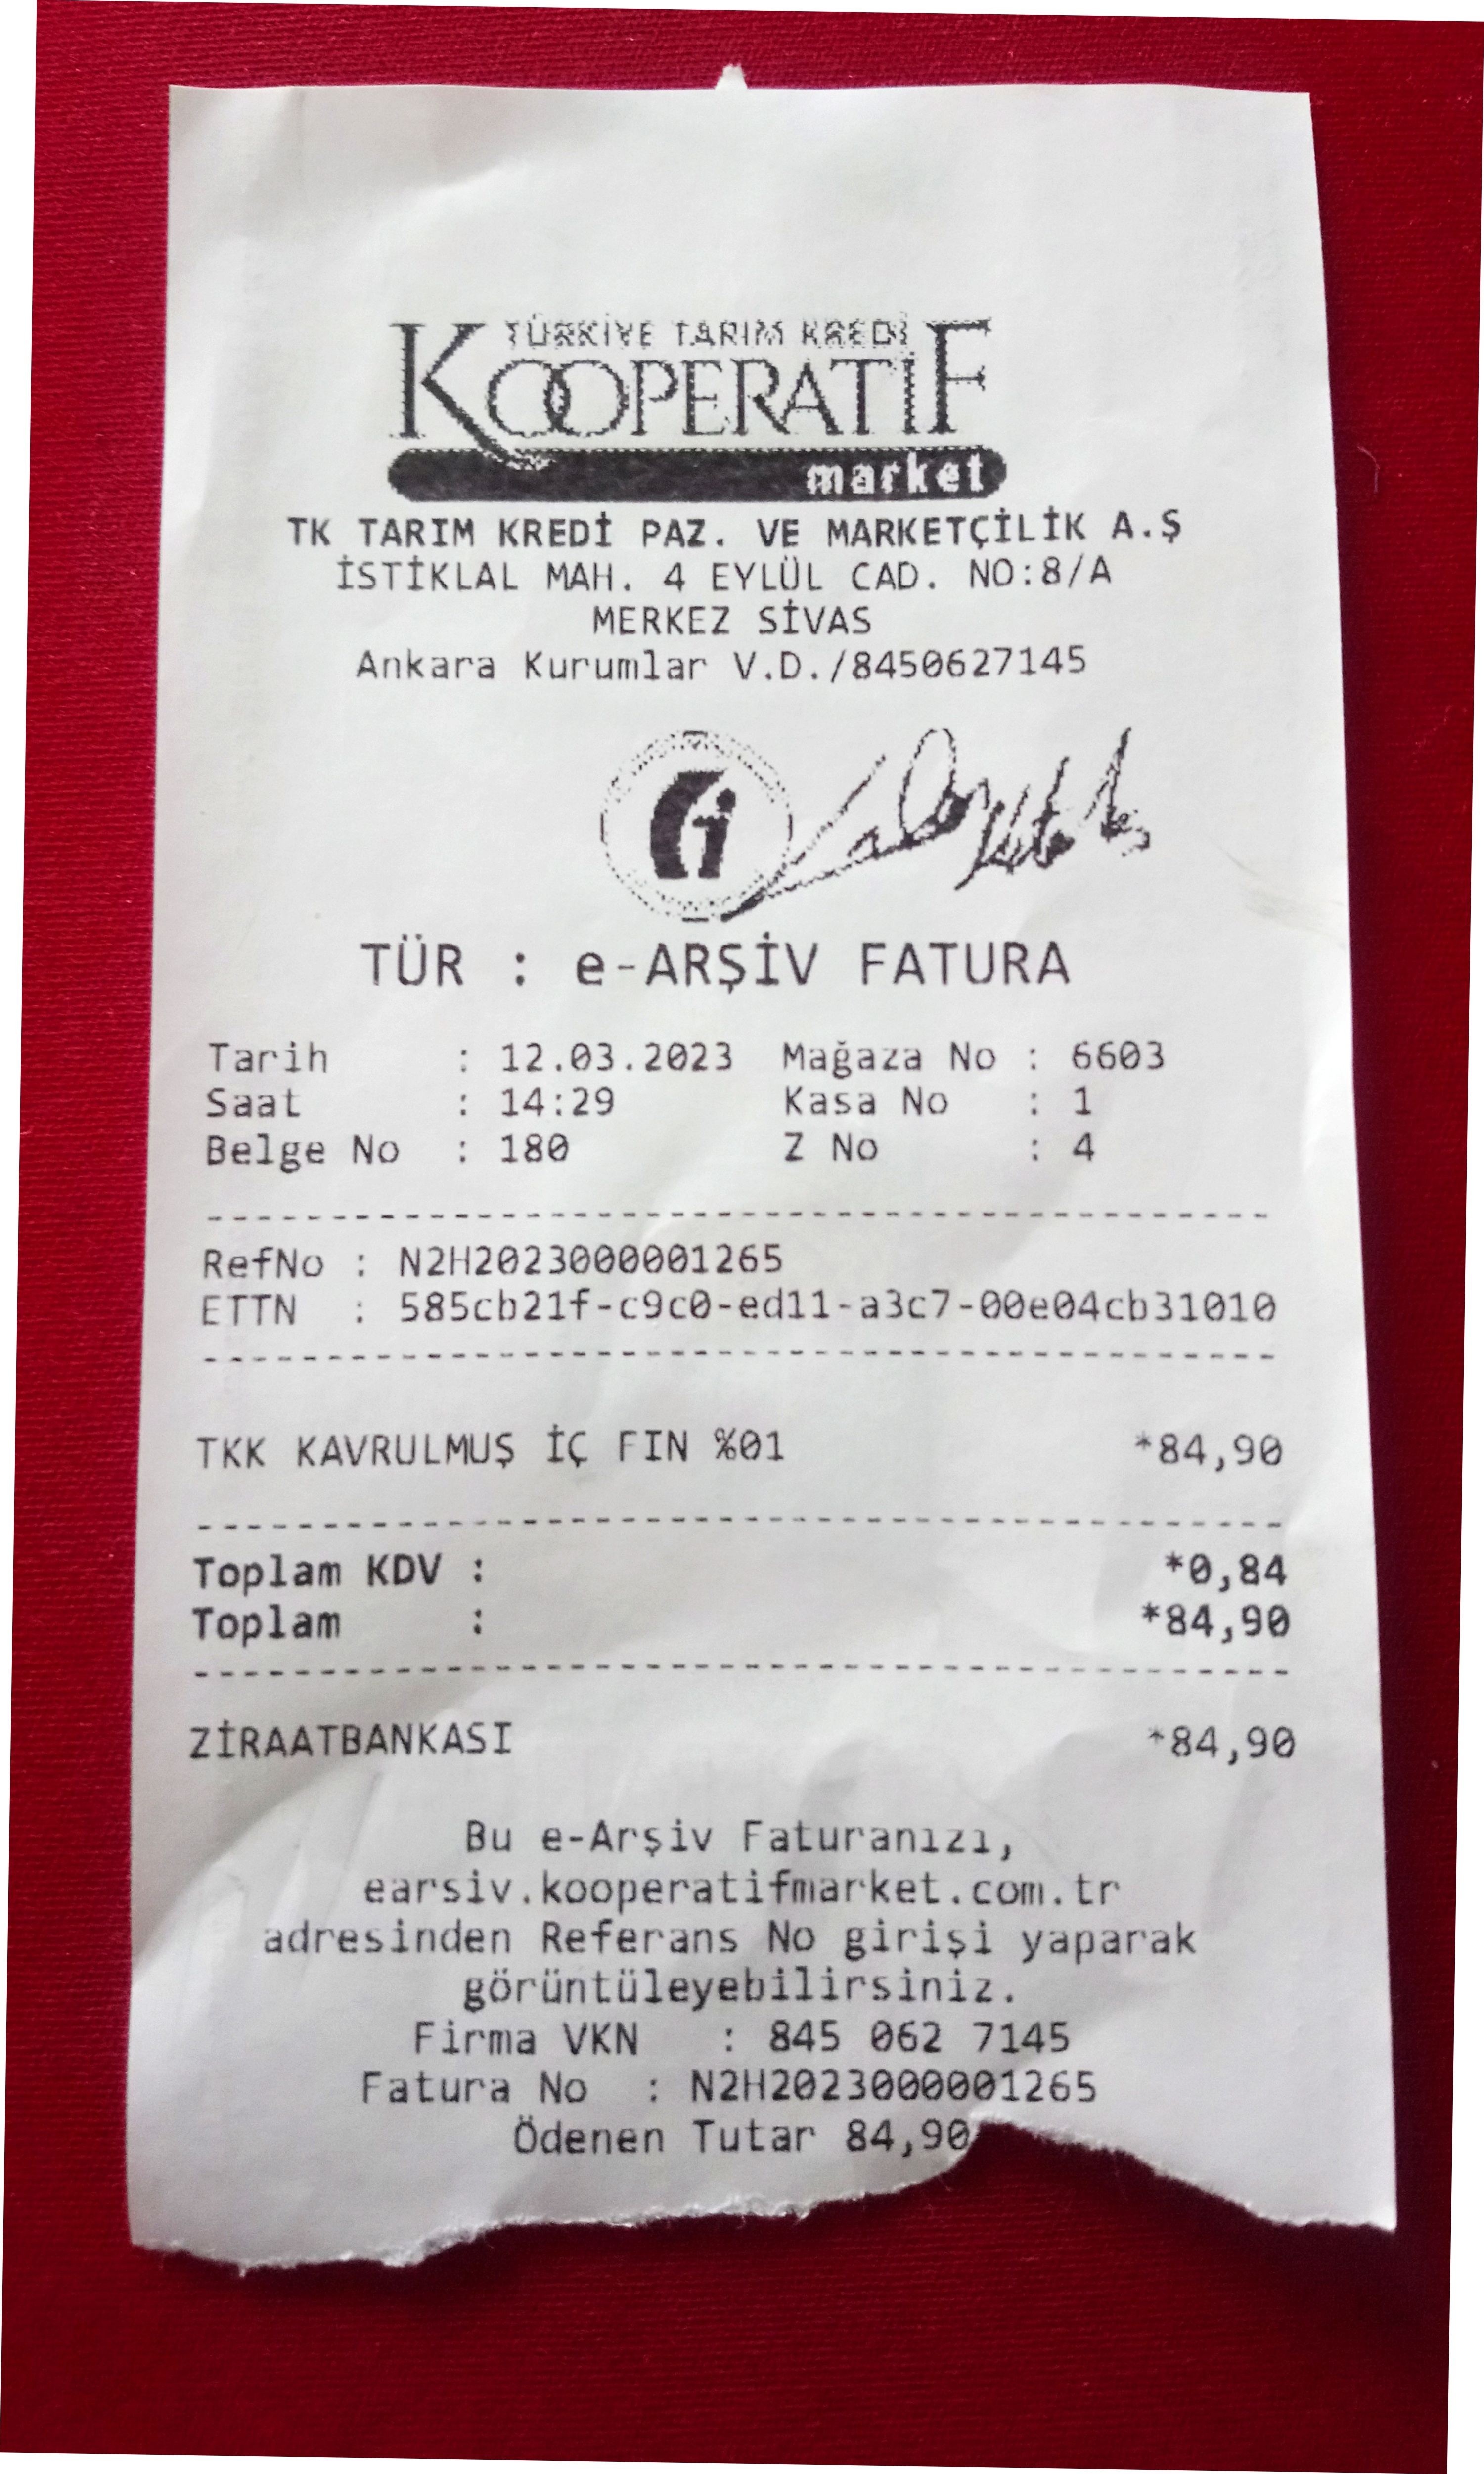 TÜRKİYE TARIM KREDİ
KOOPERATİF
market
TK TARIM KREDİ PAZ. VE MARKETÇİLİK A.Ş
İSTİKLAL MAH. 4 EYLÜL CAD. NO:8/A
MERKEZ SİVAS
Ankara Kurumlar V.D./8450627145
TÜR : e-ARŞİV FATURA
Tarih : 12.03.2023 Mağaza No : 6603
Saat : 14:29 Kasa No : 1
Belge No : 180 Z No : 4
RefNo : N2H2023000001265
ETTN : 585cb21f-c9c0-ed11-a3c7-00e04cb31010
TKK KAVRULMUŞ İÇ FIN %01 *84,90
Toplam KDV : *0,84
Toplam : *84,90
ZİRAATBANKASI *84,90
Bu e-Arşiv Faturanızı,
earsiv.kooperatifmarket.com.tr
adresinden Referans No girişi yaparak
görüntüleyebilirsiniz.
Firma VKN : 845 062 7145
Fatura No : N2H2023000001265
Ödenen Tutar 84,90